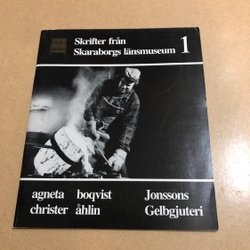 Skrifter från
Skaraborgs länsmuseum 1
agneta boqvist Jonssons
christer åhlin Gelbgjuteri